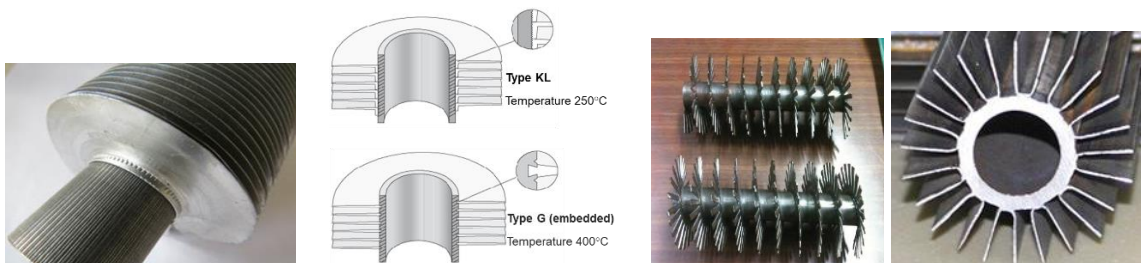 Type KL
Temperature 250°C
Type G (embedded)
Temperature 400°C